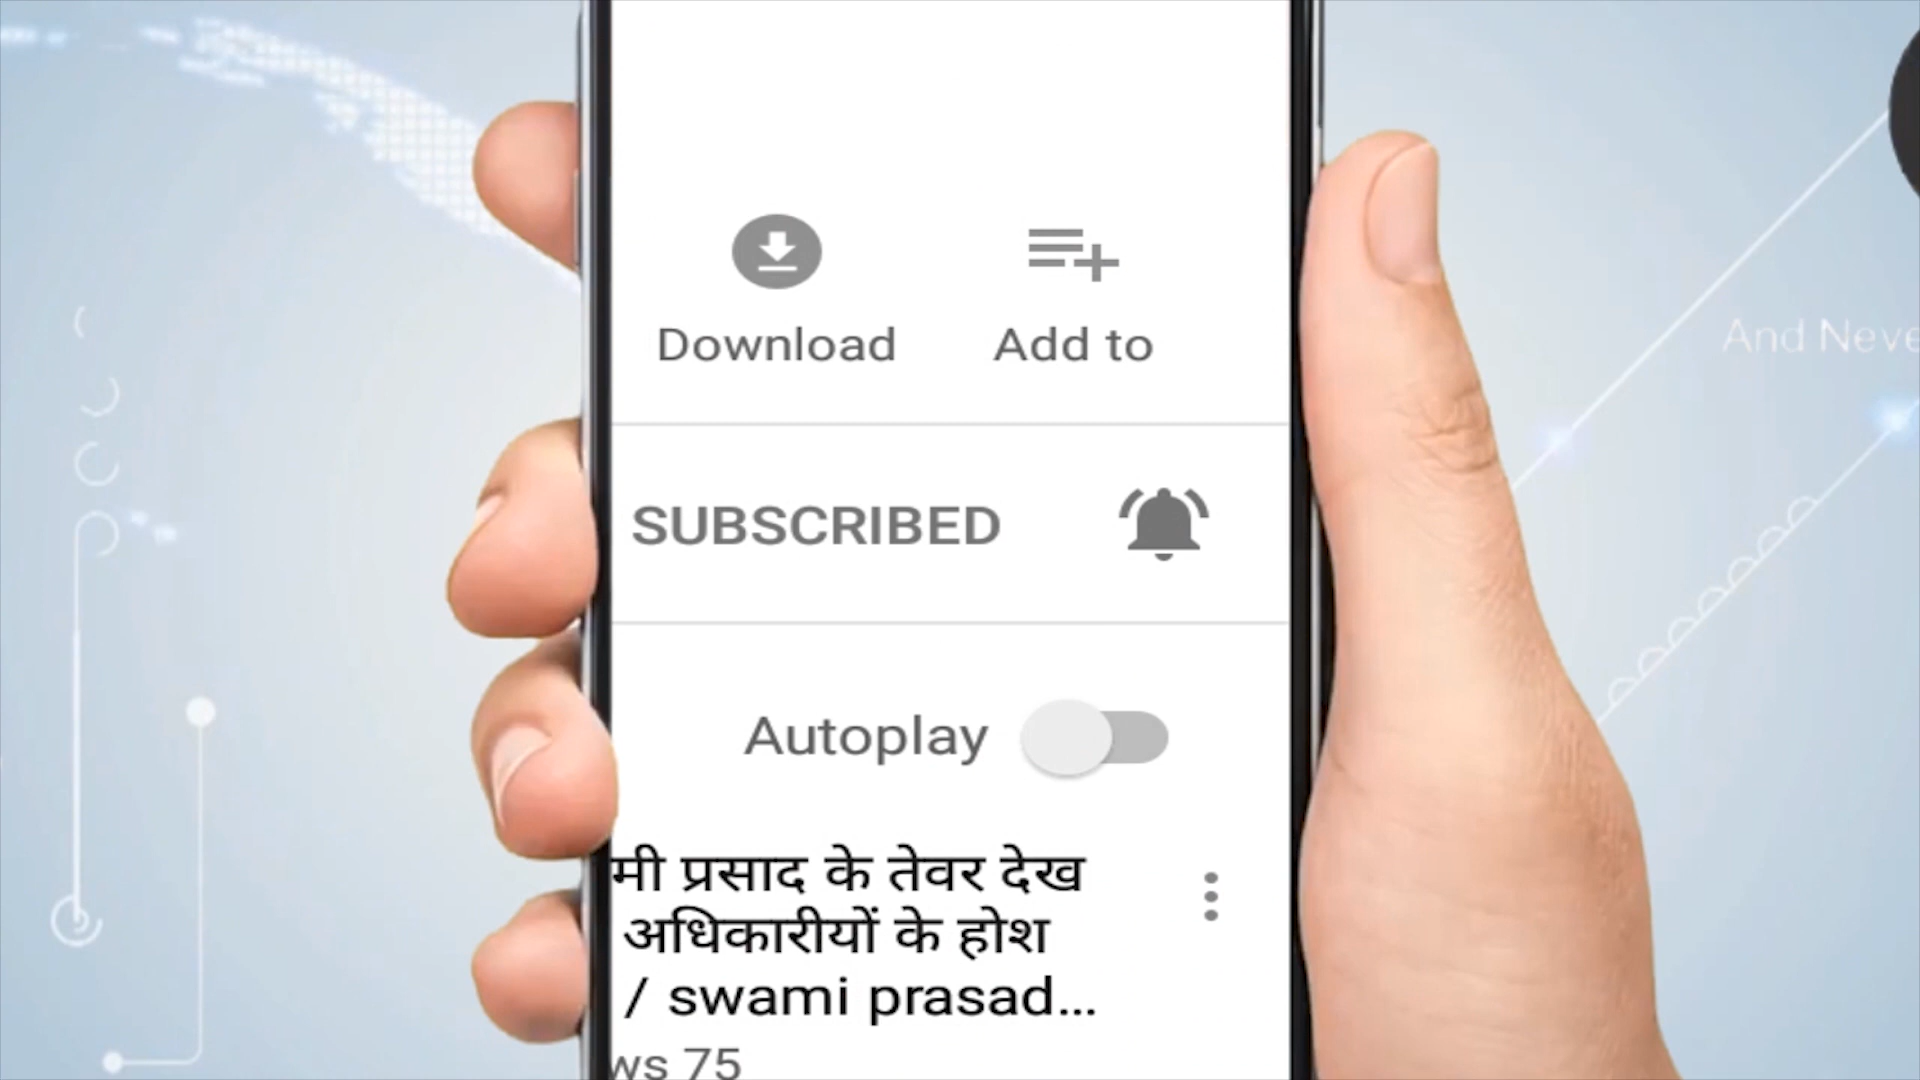 Download Add to
And Neve
SUBSCRIBED
Autoplay
मी प्रसाद के तेवर देख
अधिकारीयों के होश
/ swami prasad...
ws 75